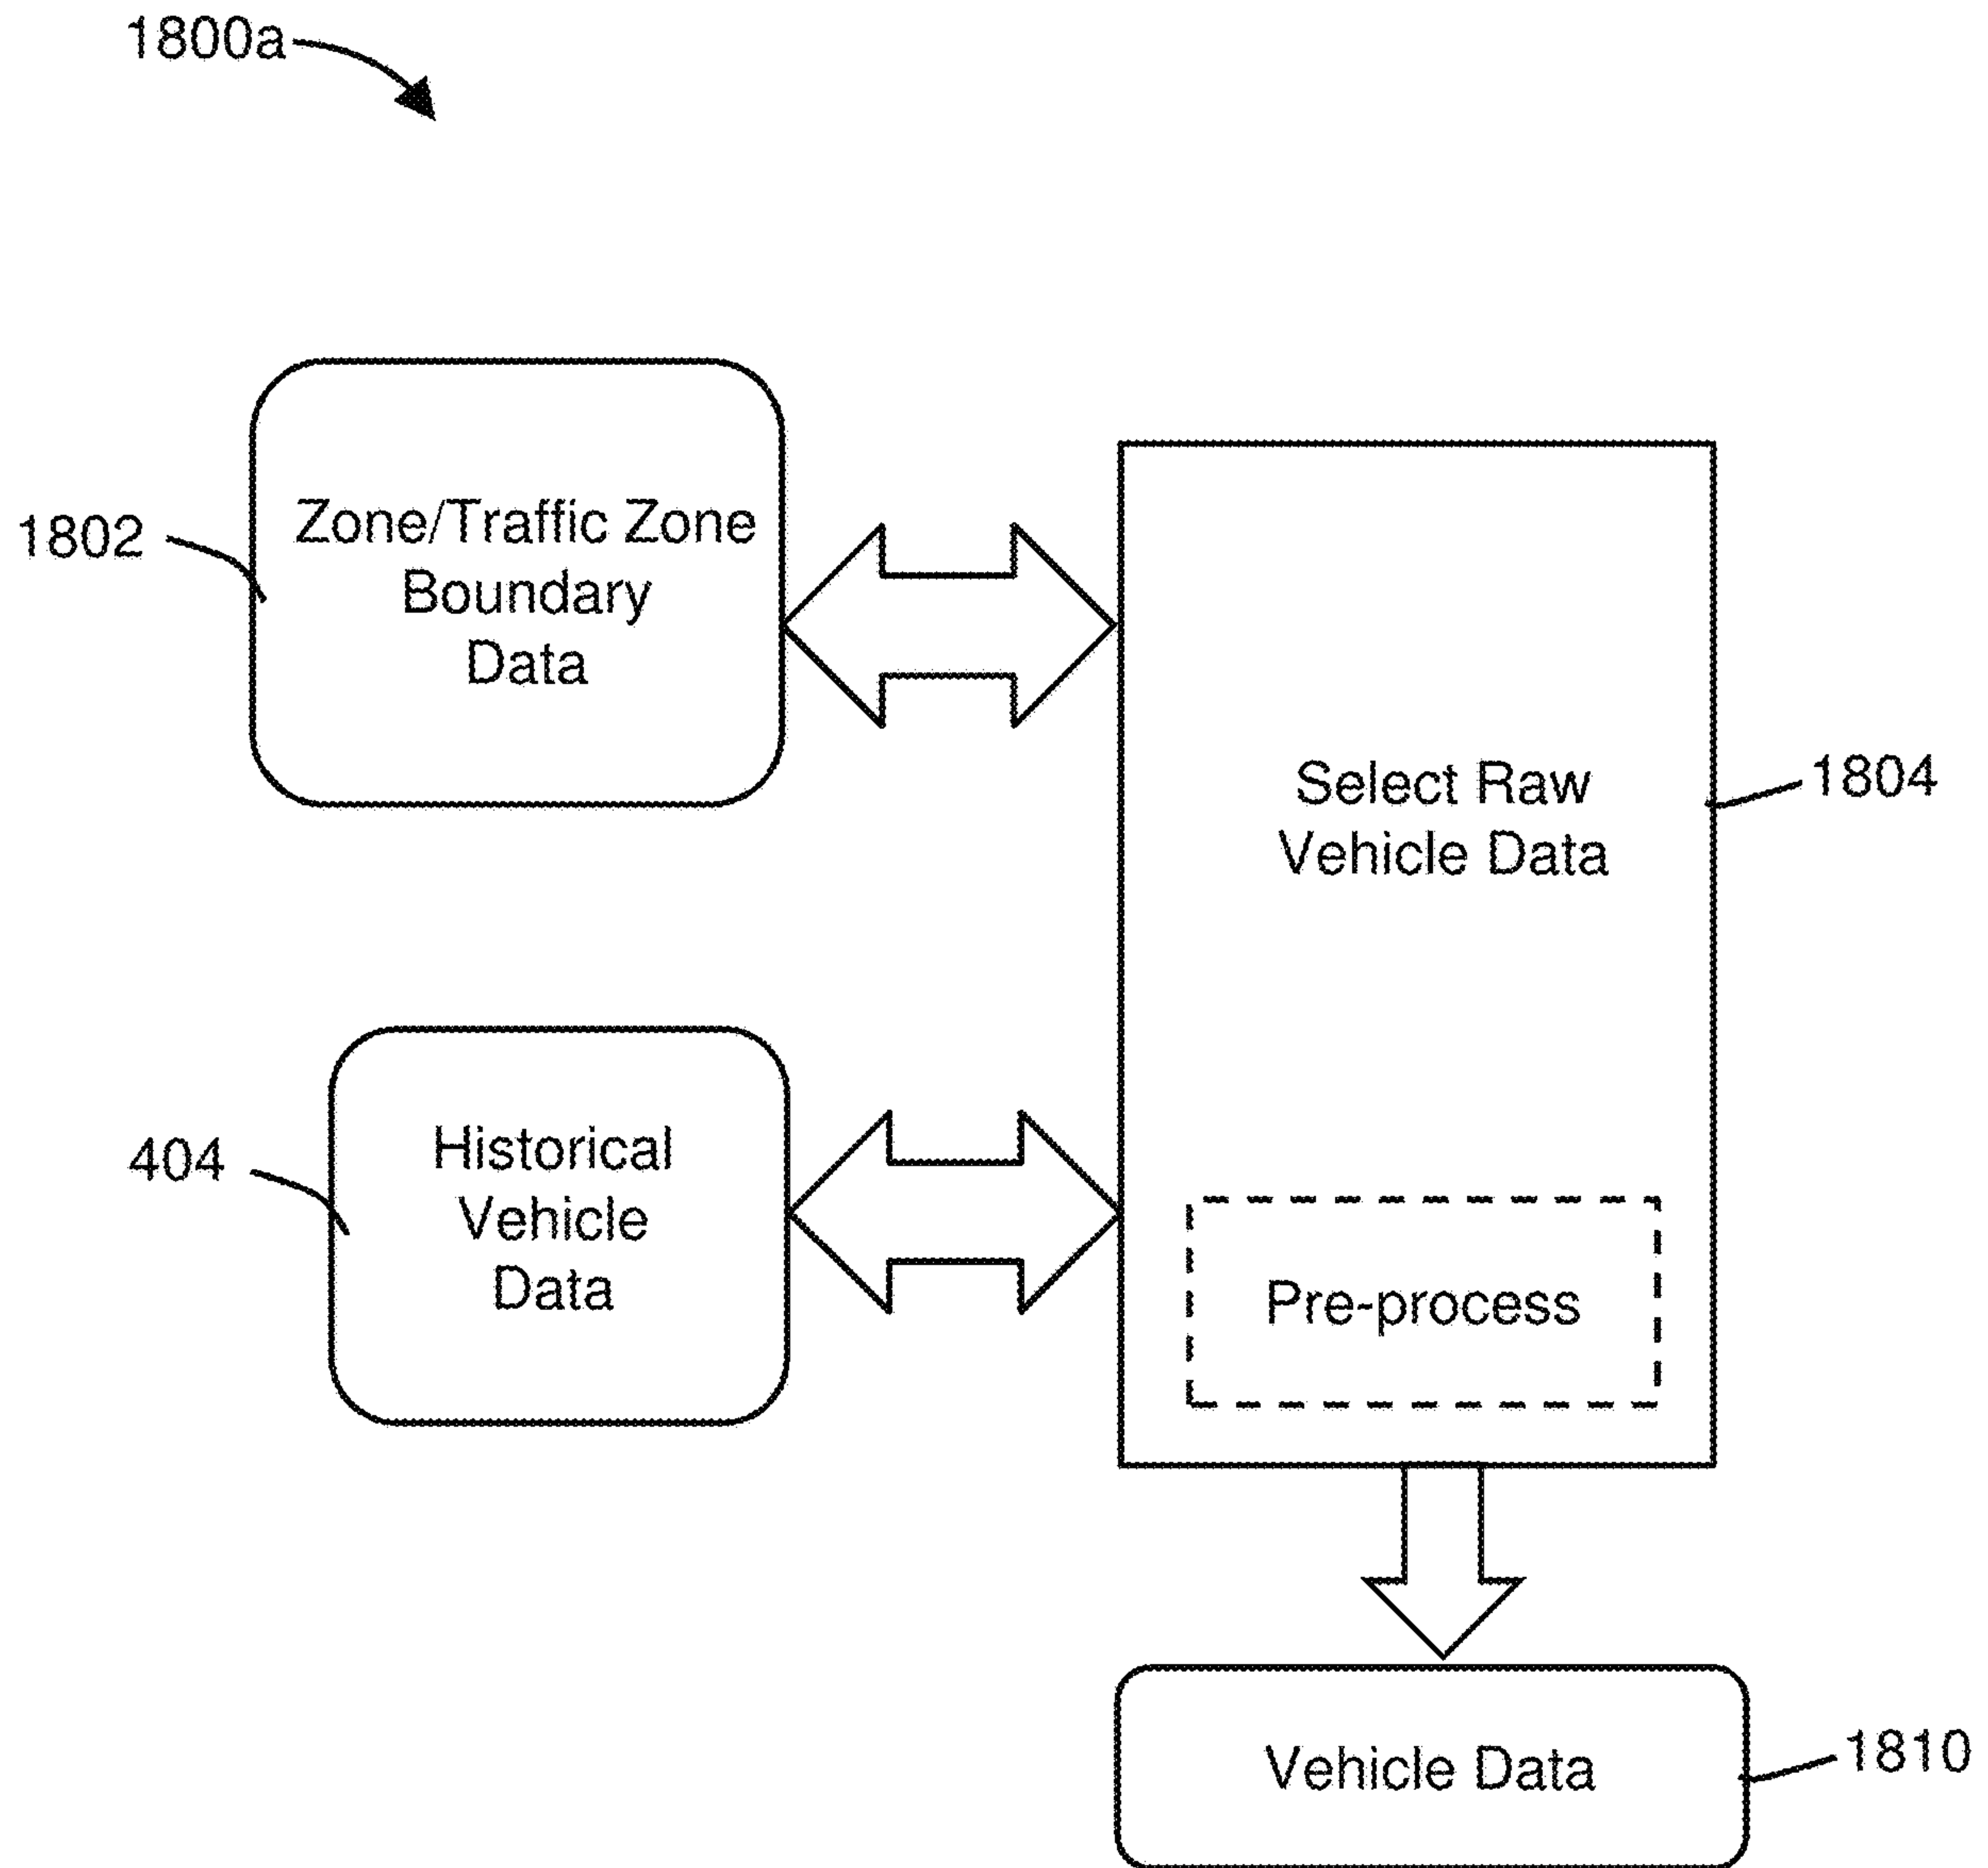 1800a
Zone/Traffic Zone
Boundary
Data
1802
Select Raw
Vehicle Data
1804
Historical
Vehicle
Data
404
Pre-process
Vehicle Data
1810